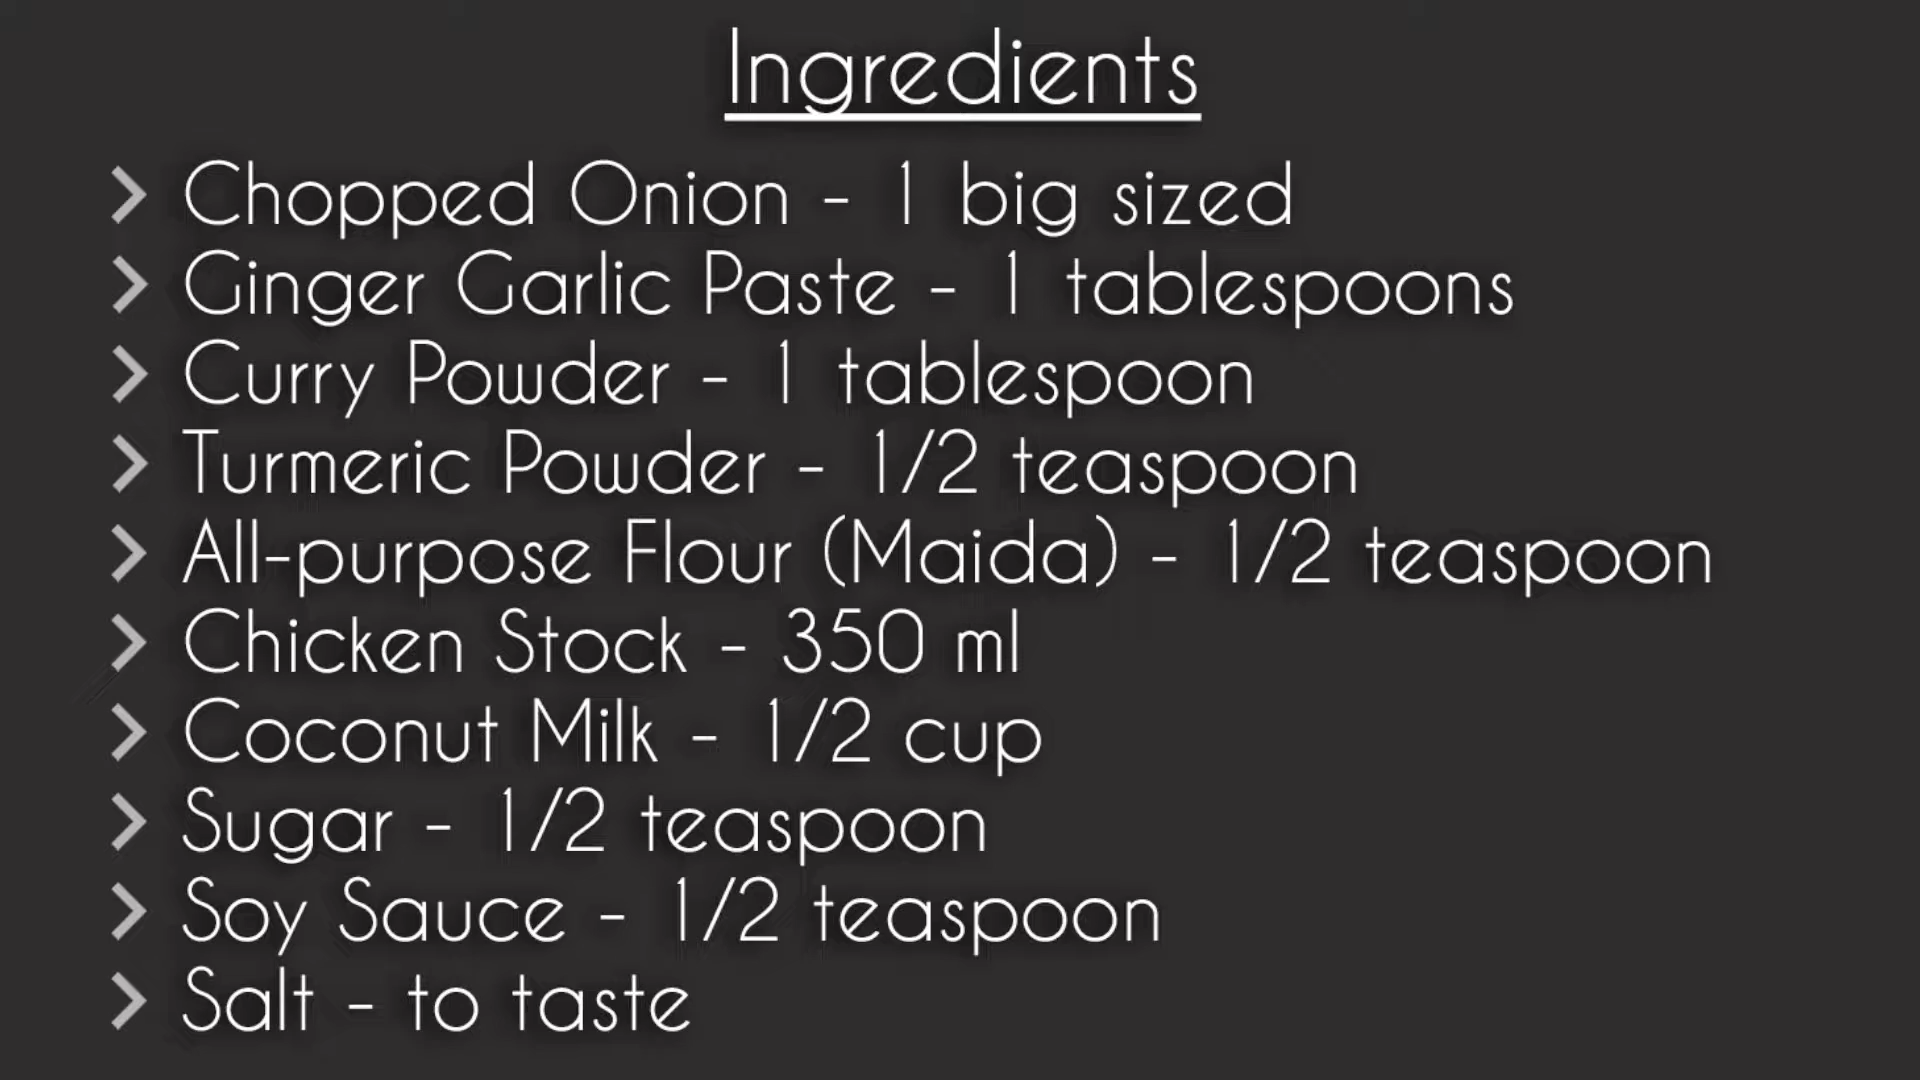 Ingredients
Chopped Onion - 1 big sized
Ginger Garlic Paste - 1 tablespoons
Curry Powder - 1 tablespoon
Turmeric Powder - 1/2 teaspoon
All-purpose Flour (Maida) - 1/2 teaspoon
Chicken Stock - 350 ml
Coconut Milk - 1/2 cup
Sugar - 1/2 teaspoon
Soy Sauce - 1/2 teaspoon
Salt - to taste